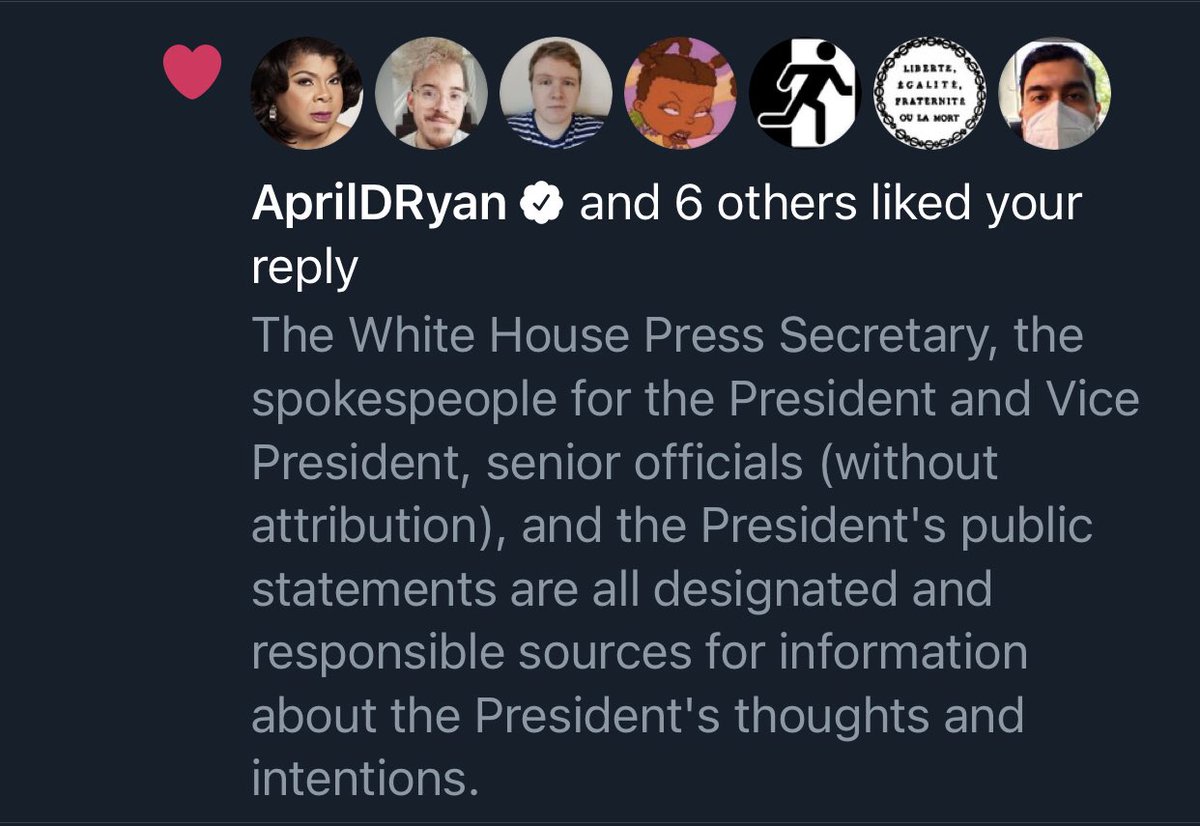 LIBERTE,
EGALITE,
FRATERNITE
OU LA MORT
AprilDRyan and 6 others liked your
reply
The White House Press Secretary, the
spokespeople for the President and Vice
President, senior officials (without
attribution), and the President's public
statements are all designated and
responsible sources for information
about the President's thoughts and
intentions.